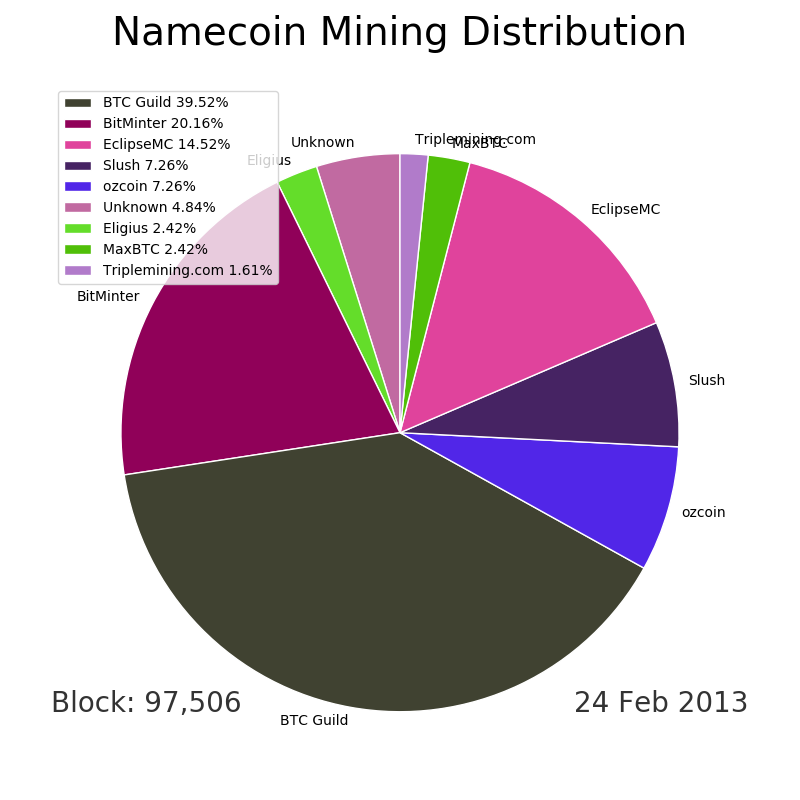 Namecoin Mining Distribution
BTC Guild 39.52%
BitMinter 20.16%
EclipseMC 14.52%
Slush 7.26%
ozcoin 7.26%
Unknown 4.84%
Eligius 2.42%
MaxBTC 2.42%
Triplemining.com 1.61%
Triplemining.com
Unknown
MaxBTC
Eligius
EclipseMC
BitMinter
Slush
ozcoin
Block: 97,506
24 Feb 2013
BTC Guild